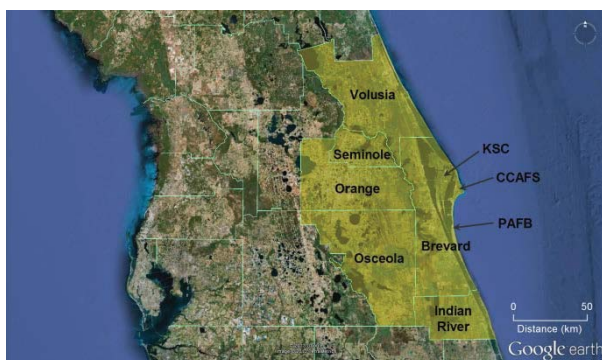 Volusia
Seminole
KSC
CCAFS
Orange
PAFB
Brevard
Osceola
Indian
River
0 50
Distance (km)
Google earth